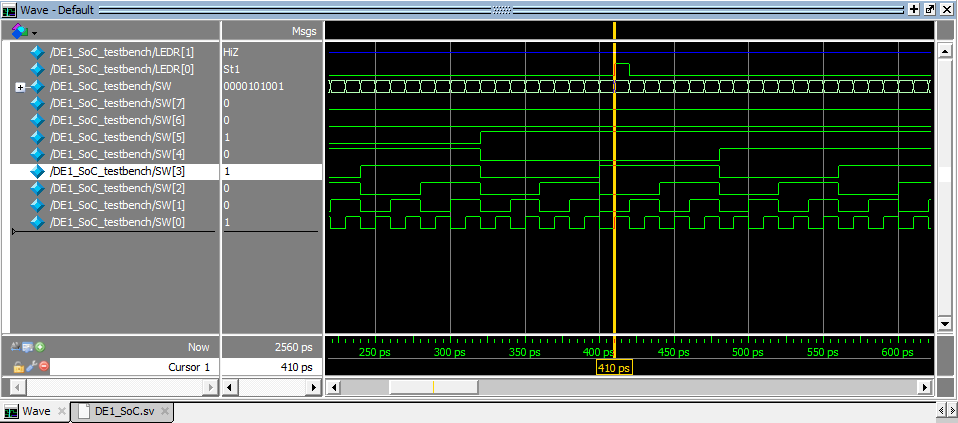 Wave - Default
Msgs
/DE1_SoC_testbench/LEDR[1] HiZ
/DE1_SoC_testbench/LEDR[0] St1
/DE1_SoC_testbench/SW 0000101001
/DE1_SoC_testbench/SW[7] 0
/DE1_SoC_testbench/SW[6] 0
/DE1_SoC_testbench/SW[5] 1
/DE1_SoC_testbench/SW[4] 0
/DE1_SoC_testbench/SW[3] 1
/DE1_SoC_testbench/SW[2] 0
/DE1_SoC_testbench/SW[1] 0
/DE1_SoC_testbench/SW[0] 1
Now 2560 ps 250 ps 300 ps 350 ps 400 ps 450 ps 500 ps 550 ps 600 ps
Cursor 1 410 ps 410 ps
Wave DE1_SoC.sv